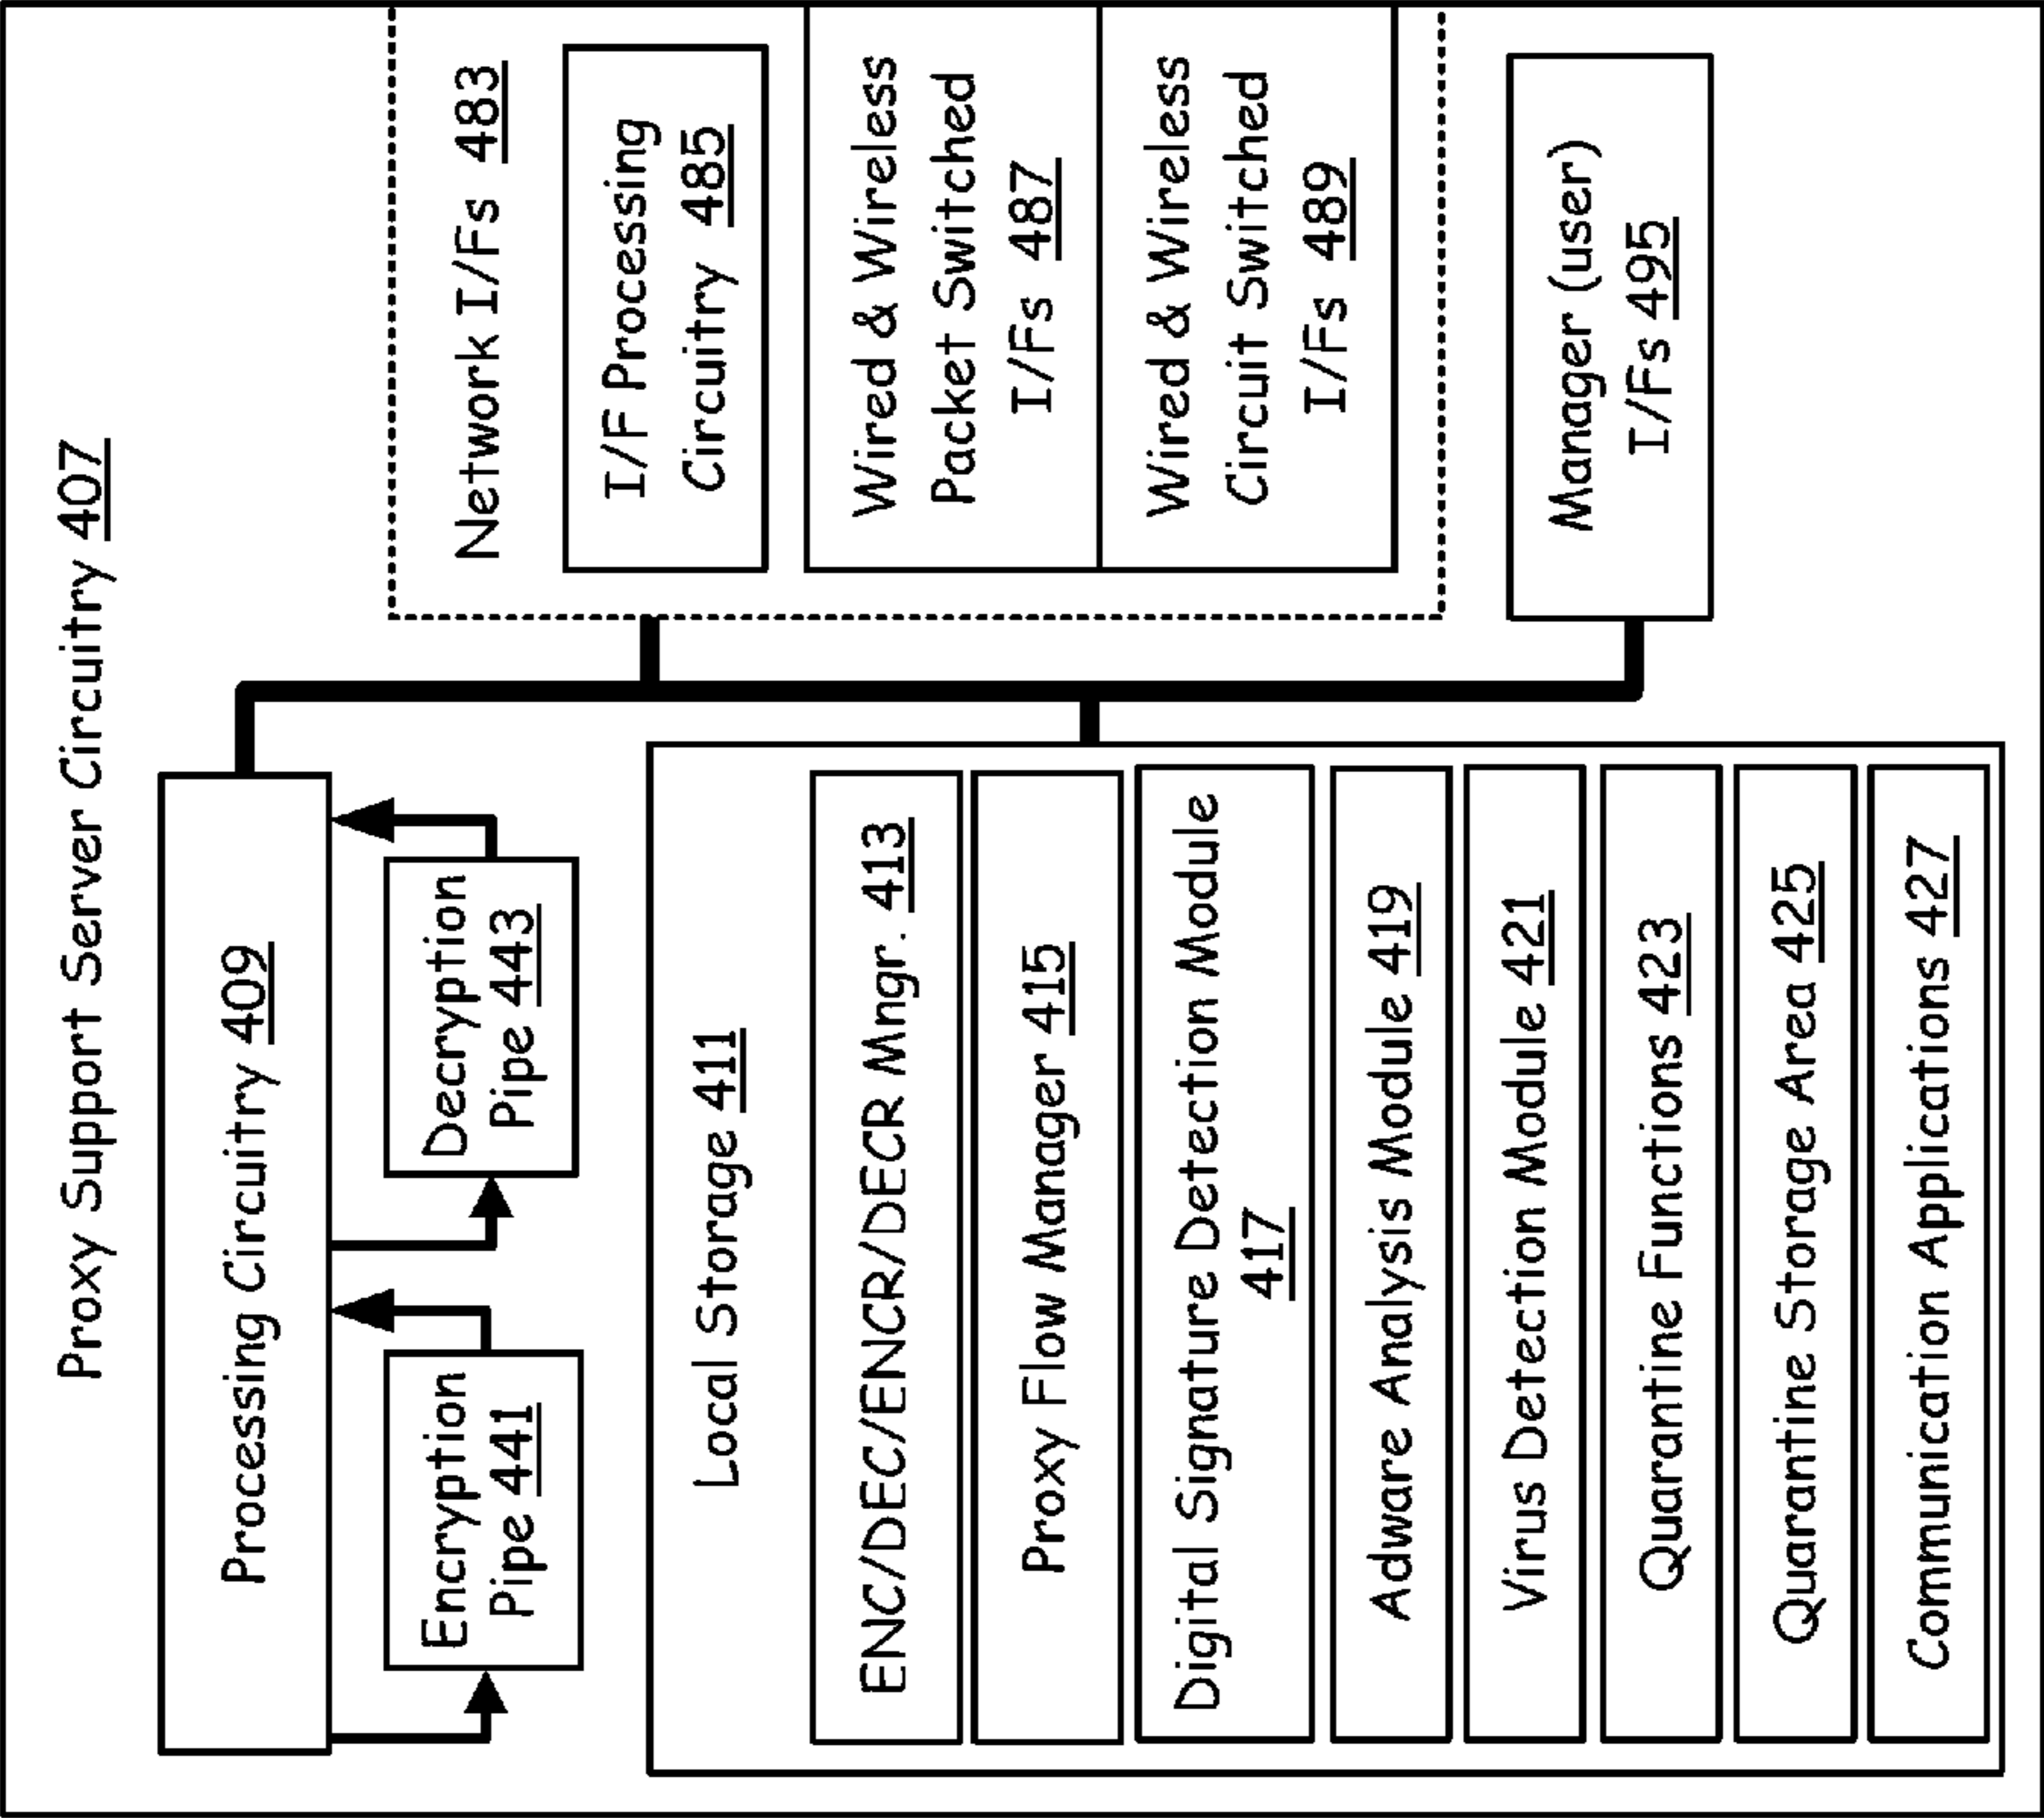 Proxy Support Server Circuitry 407
Processing Circuitry 409
Encryption
Pipe 441
Decryption
Pipe 443
Local Storage 411
ENC/DEC/ENCR/DECR Mngr. 413
Proxy Flow Manager 415
Digital Signature Detection Module
417
Adware Analysis Module 419
Virus Detection Module 421
Quarantine Functions 423
Quarantine Storage Area 425
Communication Applications 427
Network I/Fs 483
I/F Processing
Circuitry 485
Wired & Wireless
Packet Switched
I/Fs 487
Wired & Wireless
Circuit Switched
I/Fs 489
Manager (user)
I/Fs 495